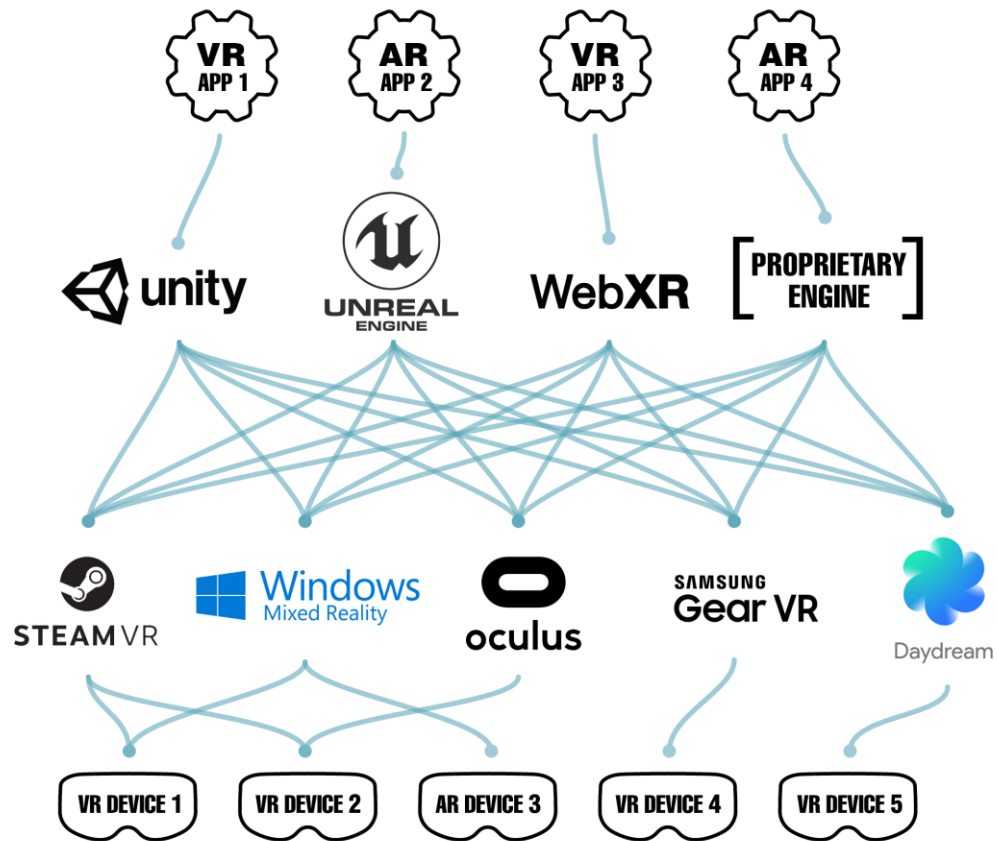 VR
APP 1
AR
APP 2
VR
APP 3
AR
APP 4
unity
UNREAL
ENGINE
WebXR
PROPRIETARY
ENGINE
STEAMVR
Windows
Mixed Reality
oculus
SAMSUNG
Gear VR
Daydream
VR DEVICE 1
VR DEVICE 2
AR DEVICE 3
VR DEVICE 4
VR DEVICE 5